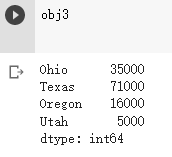 obj3
Ohio 35000
Texas 71000
Oregon 16000
Utah 5000
dtype: int64